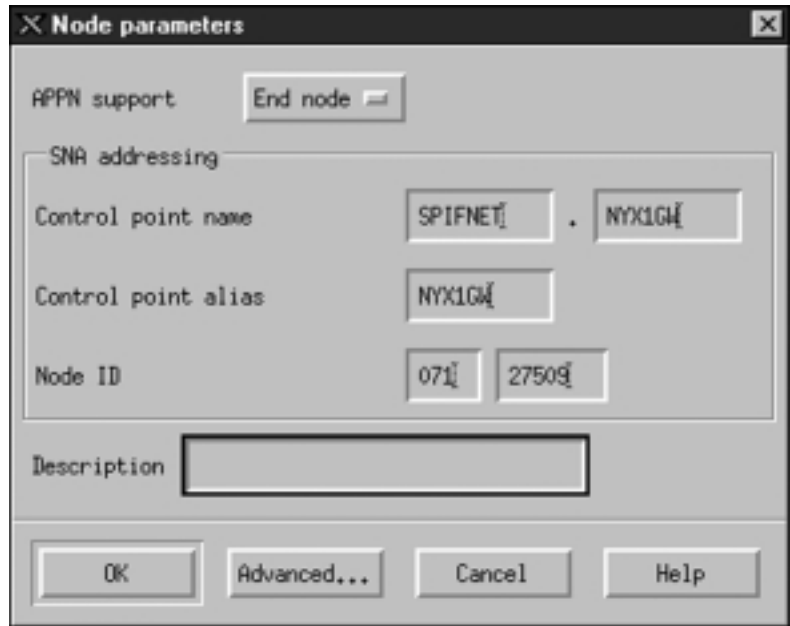 Node parameters
APPN support End node
SNA addressing
Control point name SPIFNET . NYX1GW
Control point alias NYX1GW
Node ID 071 27509
Description
OK Advanced... Cancel Help